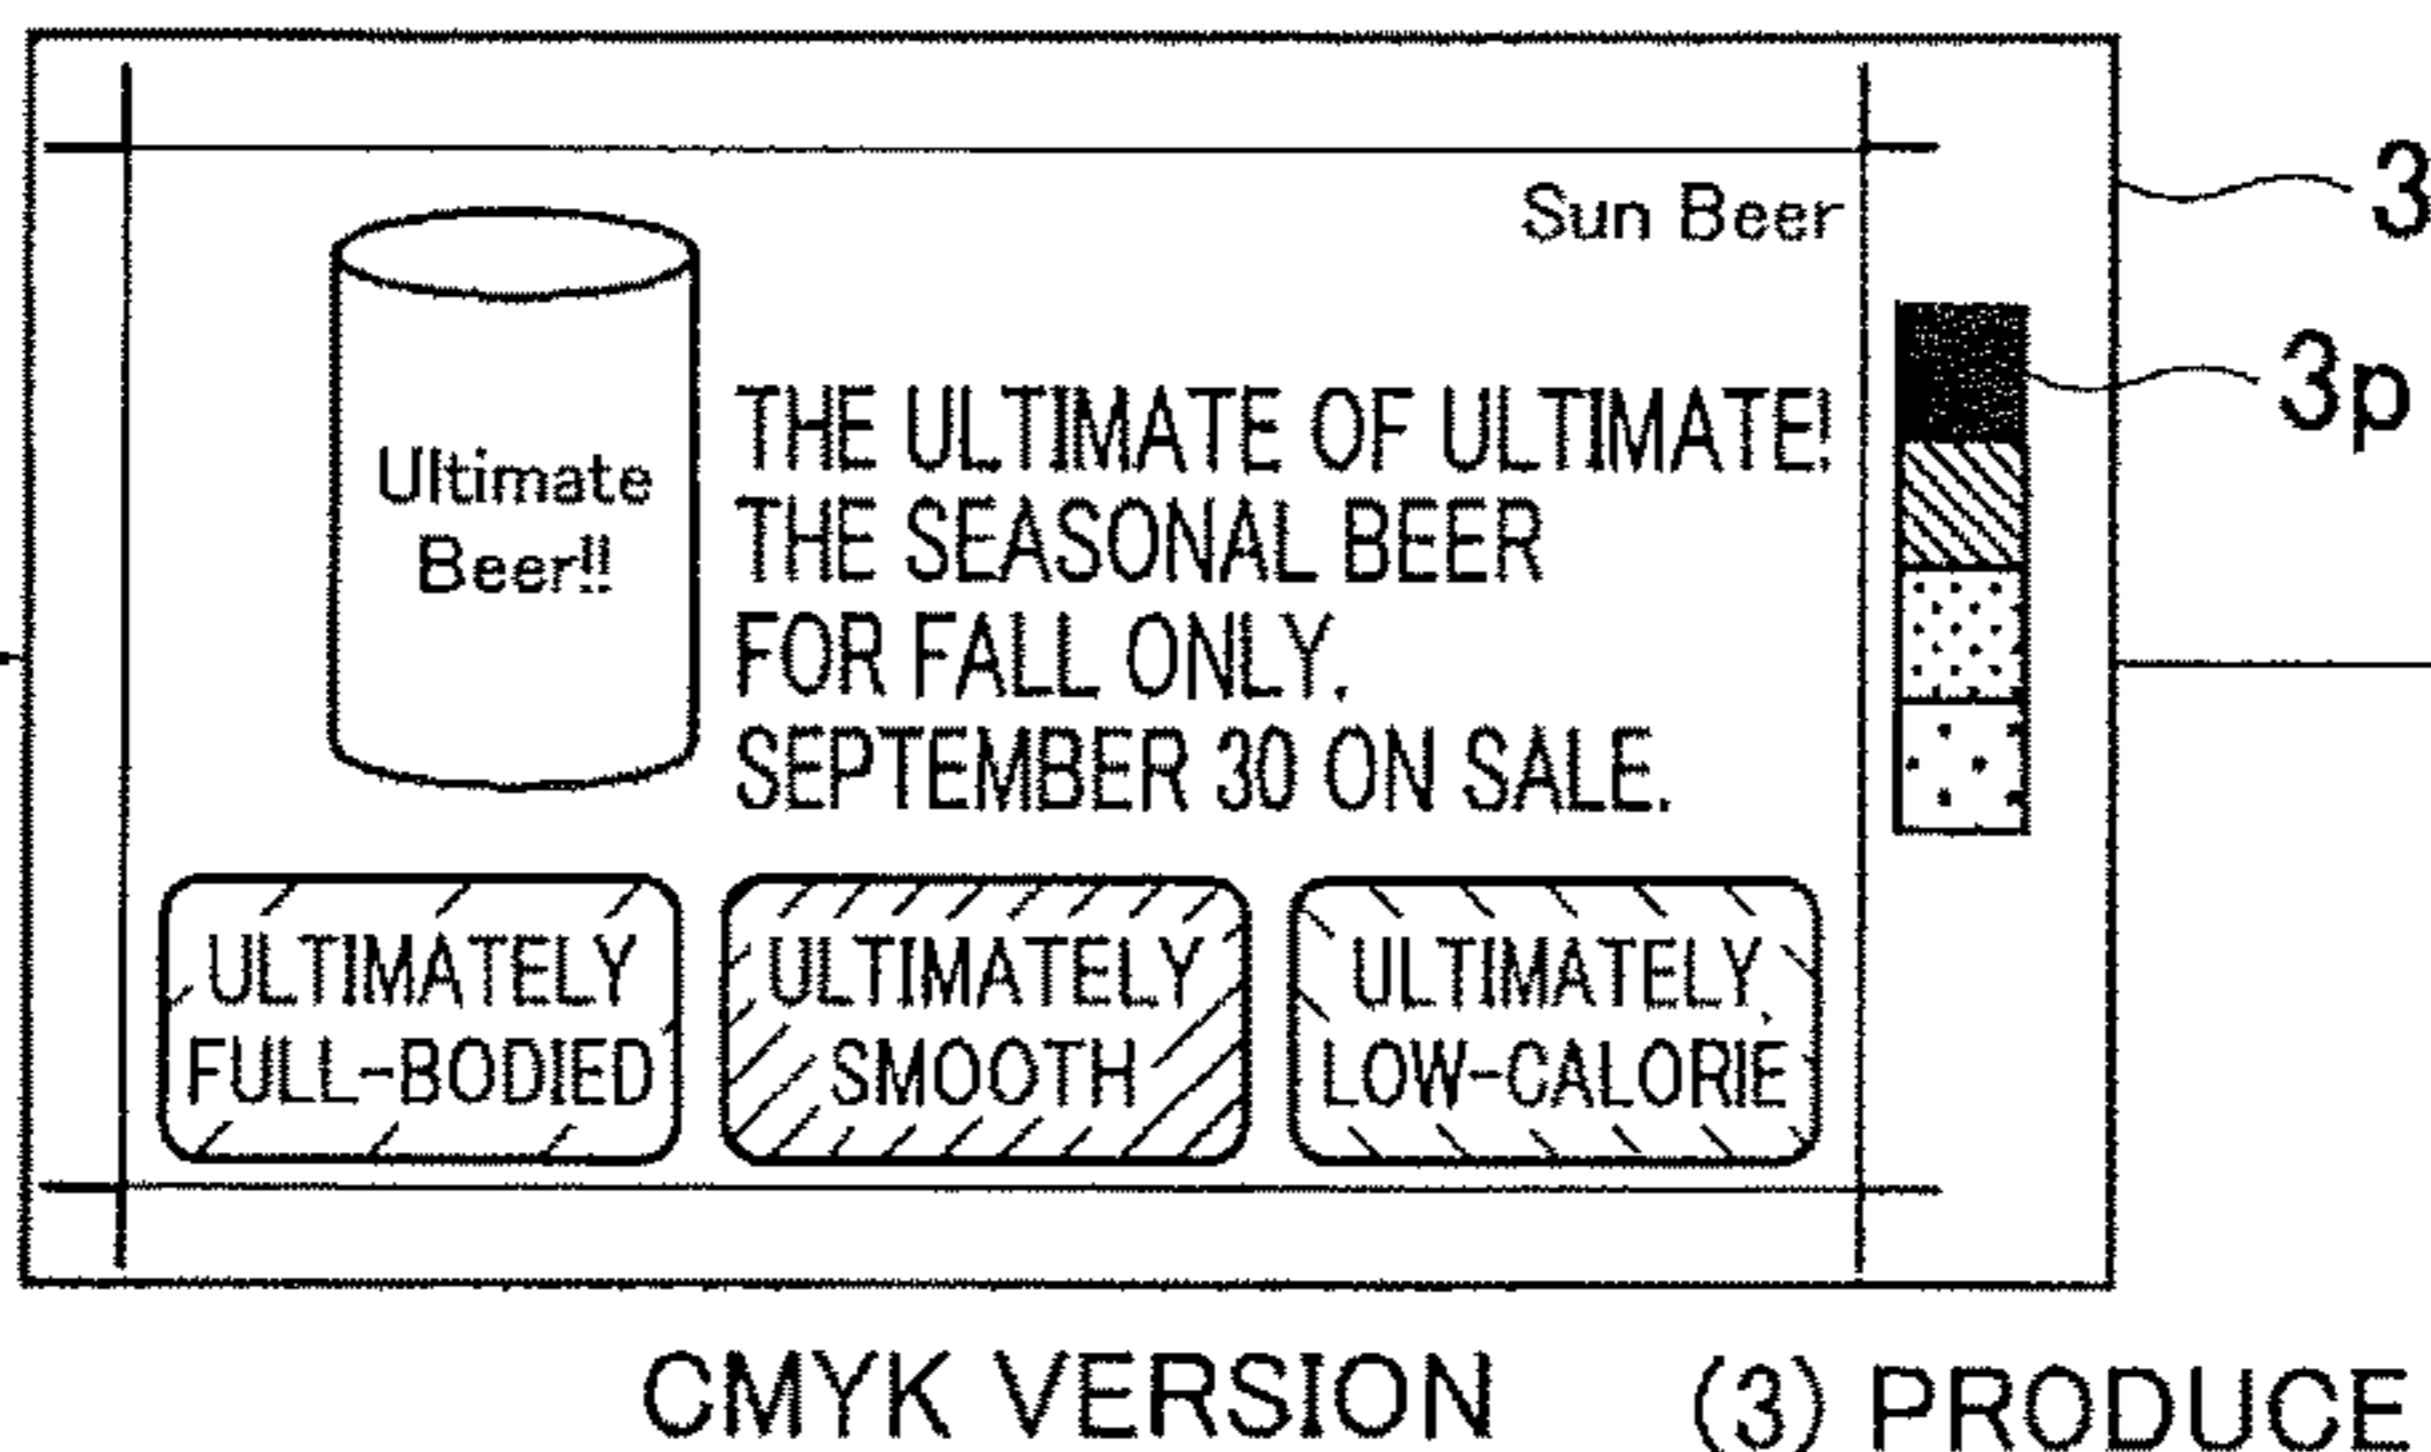 Sun Beer
3
3p
Ultimate
Beer!!
THE ULTIMATE OF ULTIMATE!
THE SEASONAL BEER
FOR FALL ONLY.
SEPTEMBER 30 ON SALE.
ULTIMATELY
FULL-BODIED
ULTIMATELY
SMOOTH
ULTIMATELY
LOW-CALORIE
CMYK VERSION
(3) PRODUCE